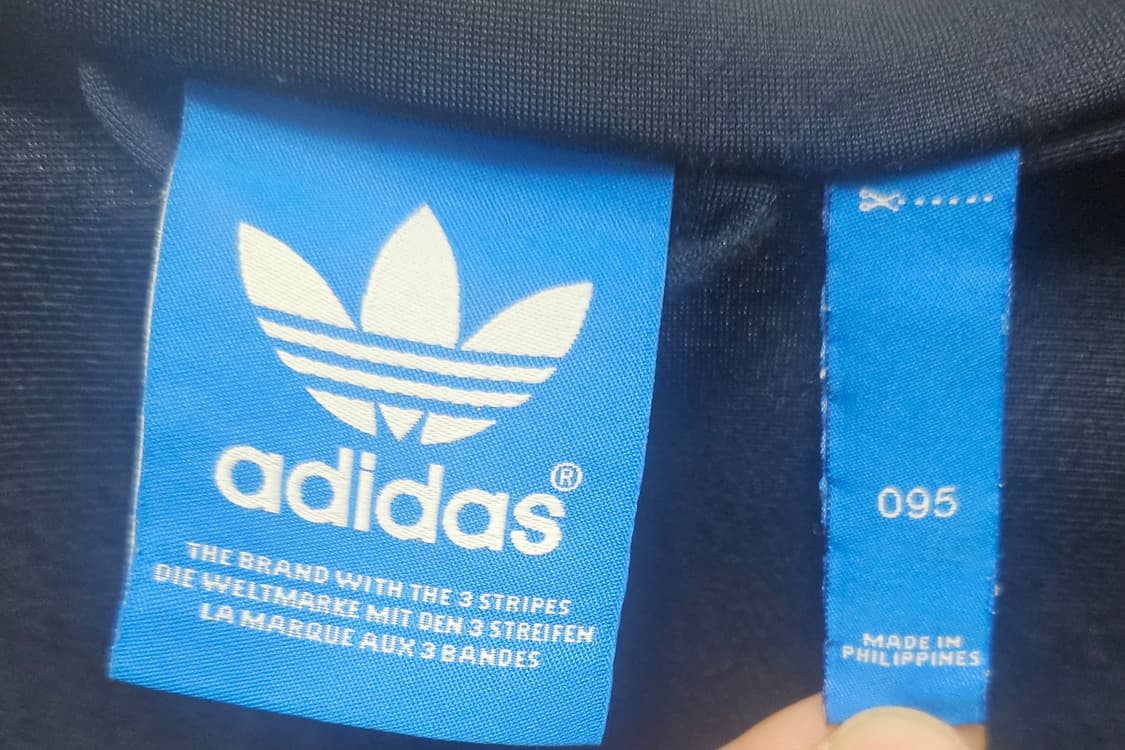 adidas®
THE BRAND WITH THE 3 STRIPES
DIE WELTMARKE MIT DEN 3 STREIFEN
LA MARQUE AUX 3 BANDES
095
MADE IN
PHILIPPINES